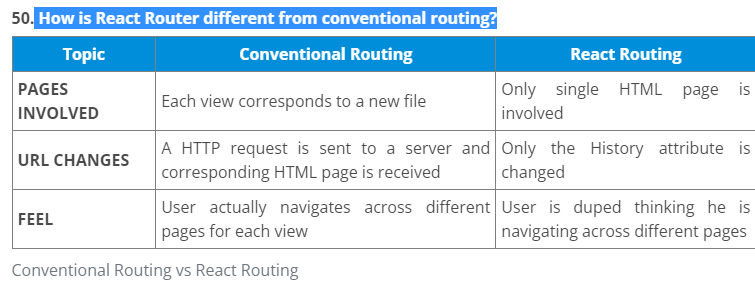 50. How is React Router different from conventional routing?
Topic Conventional Routing React Routing
PAGES
INVOLVED
Each view corresponds to a new file
Only single HTML page is
involved
URL CHANGES
A HTTP request is sent to a server and
corresponding HTML page is received
Only the History attribute is
changed
FEEL
User actually navigates across different
pages for each view
User is duped thinking he is
navigating across different pages
Conventional Routing vs React Routing